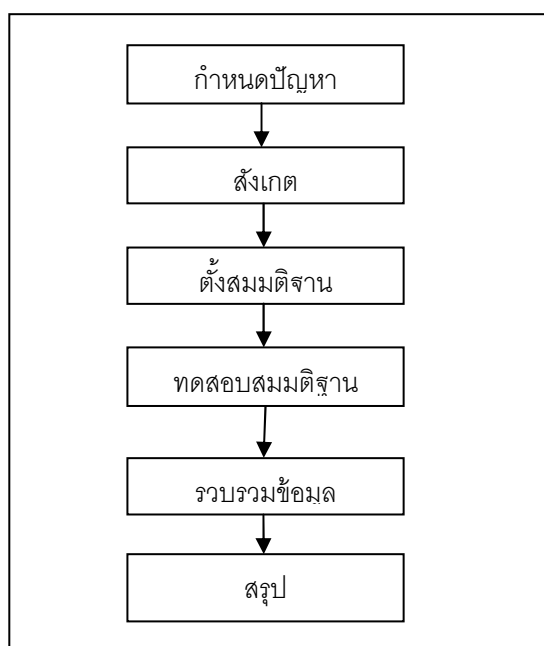 กำหนดปัญหา
สังเกต
ตั้งสมมติฐาน
ทดสอบสมมติฐาน
รวบรวมข้อมูล
สรุป